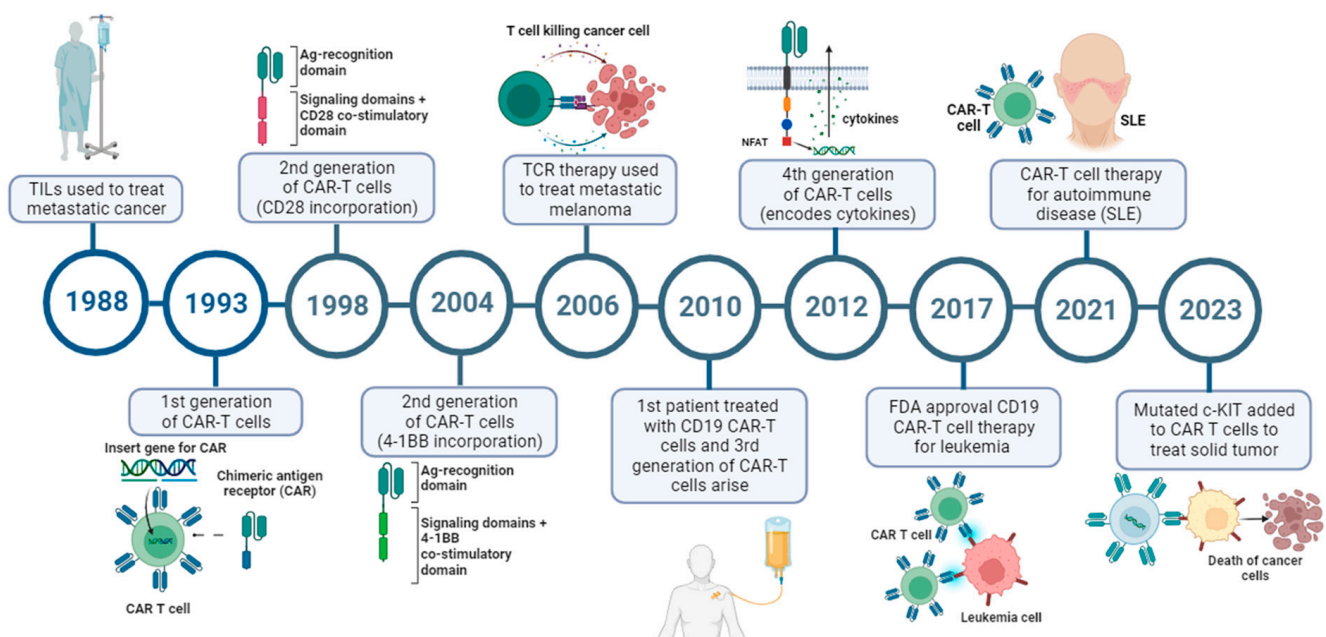 T cell killing cancer cell
Ag-recognition
domain
Signaling domains +
CD28 co-stimulatory
domain
cytokines
NFAT
CAR-T
cell
SLE
TILs used to treat
metastatic cancer
2nd generation
of CAR-T cells
(CD28 incorporation)
TCR therapy used
to treat metastatic
melanoma
4th generation
of CAR-T cells
(encodes cytokines)
CAR-T cell therapy
for autoimmune
disease (SLE)
1988
1993
1998
2004
2006
2010
2012
2017
2021
2023
1st generation
of CAR-T cells
2nd generation
of CAR-T cells
(4-1BB incorporation)
1st patient treated
with CD19 CAR-T
cells and 3rd
generation of CAR-T
cells arise
FDA approval CD19
CAR-T cell therapy
for leukemia
Mutated c-KIT added
to CAR T cells to
treat solid tumor
Insert gene for CAR
Chimeric antigen
receptor (CAR)
CAR T cell
Ag-recognition
domain
Signaling domains +
4-1BB
co-stimulatory
domain
CAR T cell
Leukemia cell
Death of cancer
cells